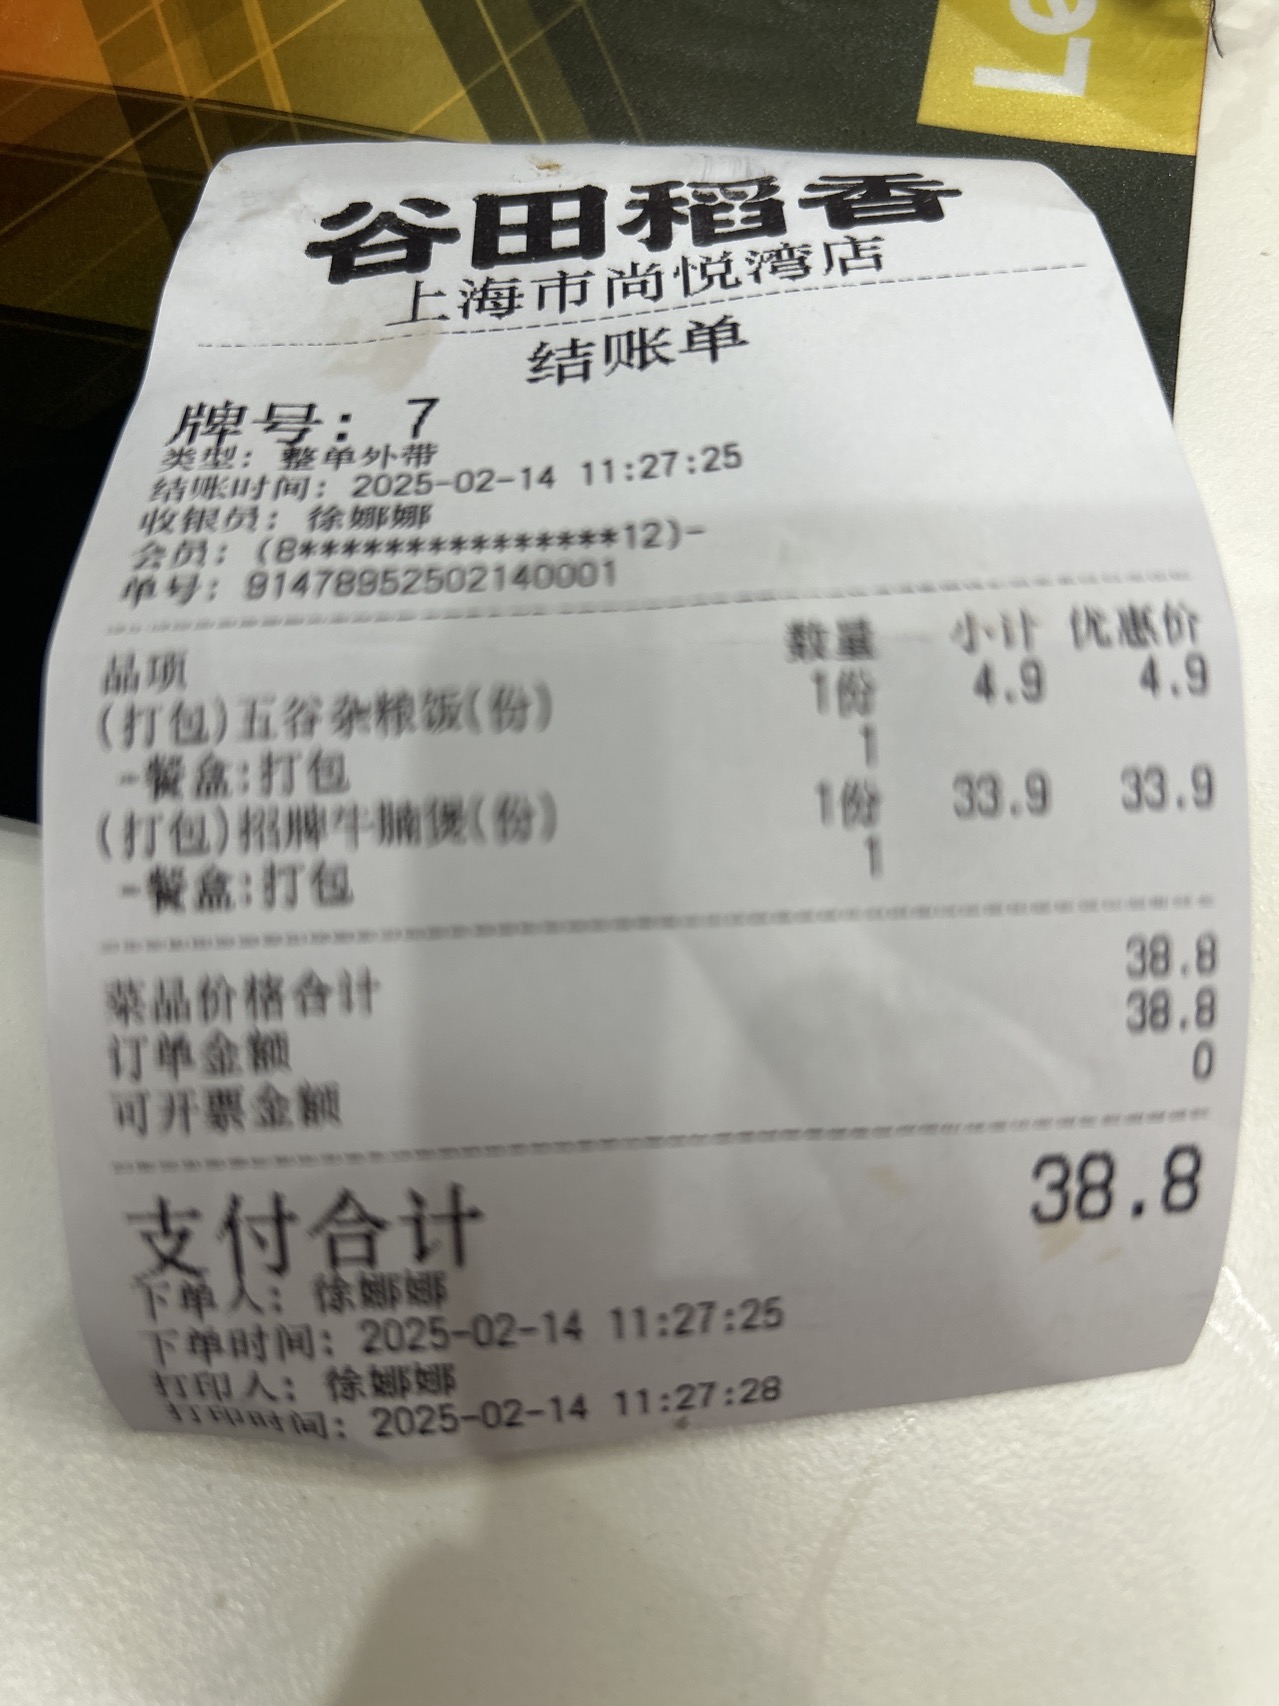 Le
谷田稻香
上海市尚悦湾店
结账单
牌号: 7
类型: 整单外带
结账时间: 2025-02-14 11:27:25
收银员: 徐娜娜
会员: (8***************12)-
单号: 91478952502140001
品项 数量 小计 优惠价
(打包)五谷杂粮饭(份) 1份 4.9 4.9
-餐盒:打包 1
(打包)招牌牛腩煲(份) 1份 33.9 33.9
-餐盒:打包 1
菜品价格合计 38.8
订单金额 38.8
可开票金额 0
支付合计 38.8
下单人: 徐娜娜
下单时间: 2025-02-14 11:27:25
打印人: 徐娜娜
打印时间: 2025-02-14 11:27:28